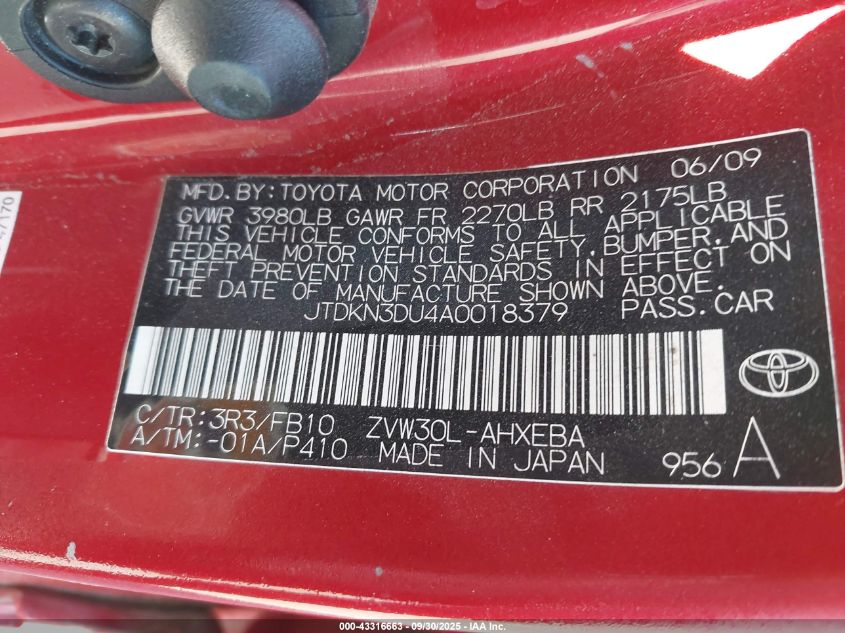 MFD. BY: TOYOTA MOTOR CORPORATION 06/09
GVWR 3980LB GAWR FR 2270LB RR 2175LB
THIS VEHICLE CONFORMS TO ALL APPLICABLE
FEDERAL MOTOR VEHICLE SAFETY, BUMPER, AND
THEFT PREVENTION STANDARDS IN EFFECT ON
THE DATE OF MANUFACTURE SHOWN ABOVE.
JTDKN3DU4A0018379 PASS. CAR
C/TR: 3R3/FB10 ZVW30L-AHXEBA
A/TM: -01A/P410 MADE IN JAPAN 956 A
000-43316663 - 09/30/2025 - IAA Inc.